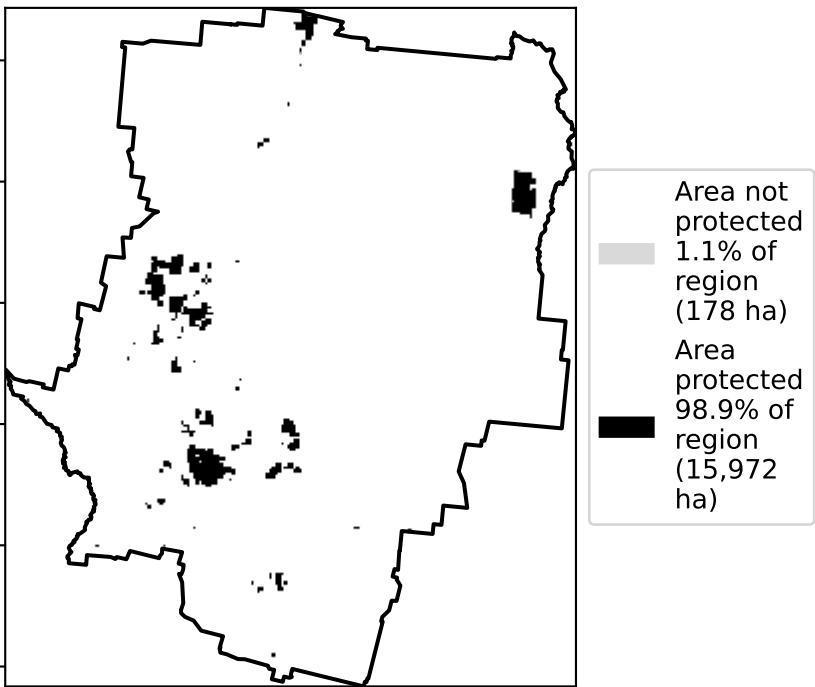 Area not
protected
1.1% of
region
(178 ha)
Area
protected
98.9% of
region
(15,972
ha)